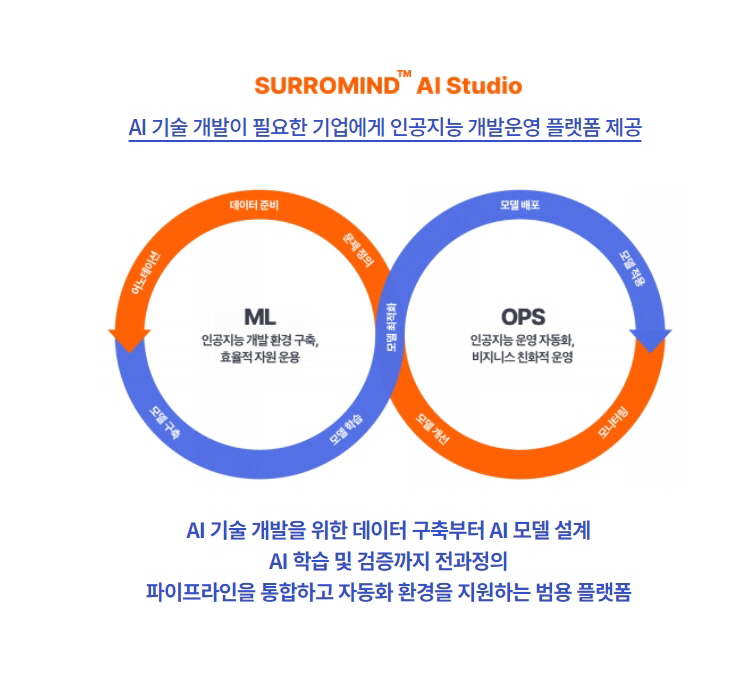 SURROMIND™ AI Studio
AI 기술 개발이 필요한 기업에게 인공지능 개발운영 플랫폼 제공
데이터 준비
문제 정의
어노테이션
모델 구축
모델 학습
모델 최적화
모델 배포
모델 적용
모니터링
모델 개선
ML
인공지능 개발 환경 구축,
효율적 자원 운용
OPS
인공지능 운영 자동화,
비지니스 친화적 운영
AI 기술 개발을 위한 데이터 구축부터 AI 모델 설계
AI 학습 및 검증까지 전과정의
파이프라인을 통합하고 자동화 환경을 지원하는 범용 플랫폼